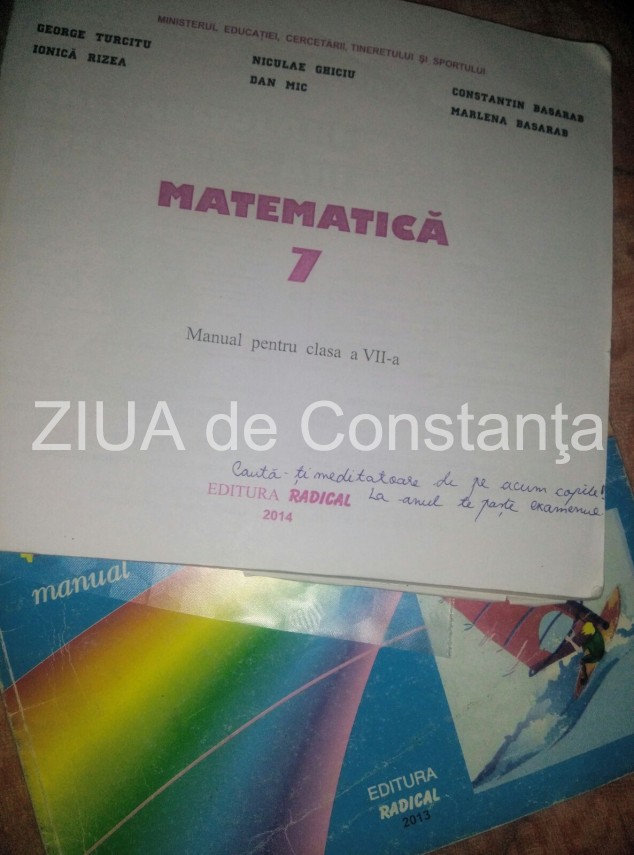 MINISTERUL EDUCAȚIEI, CERCETĂRII, TINERETULUI ȘI SPORTULUI
GEORGE TURCITU
IONICĂ RIZEA
NICULAE GHICIU
DAN MIC
CONSTANTIN BASARAB
MARLENA BASARAB
MATEMATICĂ
7
Manual pentru clasa a VII-a
ZIUA de Constanţa
Caută-ți meditatoare de pe acum copile!
La anul te paște examenul
EDITURA RADICAL
2014
manual
EDITURA
RADICAL
2013